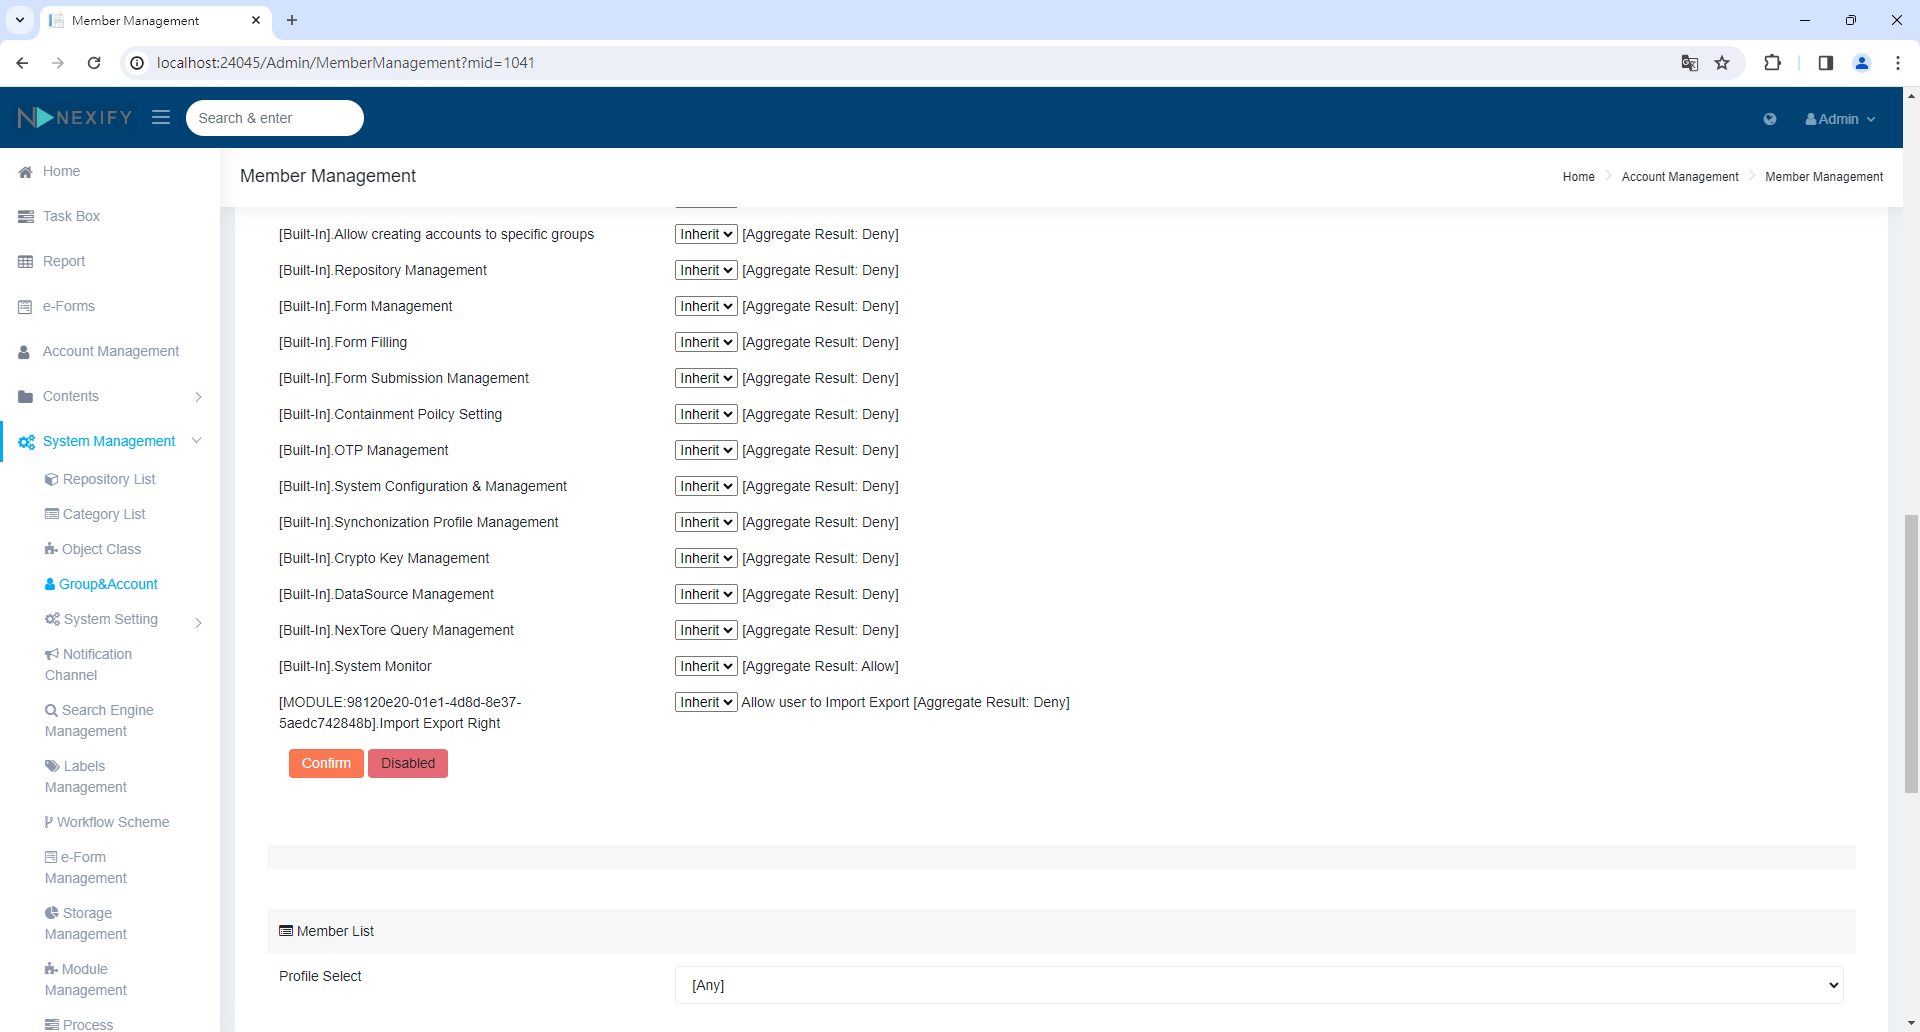 Member Management
localhost:24045/Admin/MemberManagement?mId=1041
NEXIFY
Search & enter
Admin
Home
Task Box
Report
e-Forms
Account Management
Contents
System Management
Repository List
Category List
Object Class
Group&Account
System Setting
Notification
Channel
Search Engine
Management
Labels
Management
Workflow Scheme
e-Form
Management
Storage
Management
Module
Management
Process
Member Management
Home
Account Management
Member Management
[Built-In].Allow creating accounts to specific groups Inherit [Aggregate Result: Deny]
[Built-In].Repository Management Inherit [Aggregate Result: Deny]
[Built-In].Form Management Inherit [Aggregate Result: Deny]
[Built-In].Form Filling Inherit [Aggregate Result: Deny]
[Built-In].Form Submission Management Inherit [Aggregate Result: Deny]
[Built-In].Containment Poilcy Setting Inherit [Aggregate Result: Deny]
[Built-In].OTP Management Inherit [Aggregate Result: Deny]
[Built-In].System Configuration & Management Inherit [Aggregate Result: Deny]
[Built-In].Synchonization Profile Management Inherit [Aggregate Result: Deny]
[Built-In].Crypto Key Management Inherit [Aggregate Result: Deny]
[Built-In].DataSource Management Inherit [Aggregate Result: Deny]
[Built-In].NexTore Query Management Inherit [Aggregate Result: Deny]
[Built-In].System Monitor Inherit [Aggregate Result: Allow]
[MODULE:98120e20-01e1-4d8d-8e37- Inherit Allow user to Import Export [Aggregate Result: Deny]
5aedc742848b].Import Export Right
Confirm Disabled
Member List
Profile Select [Any]